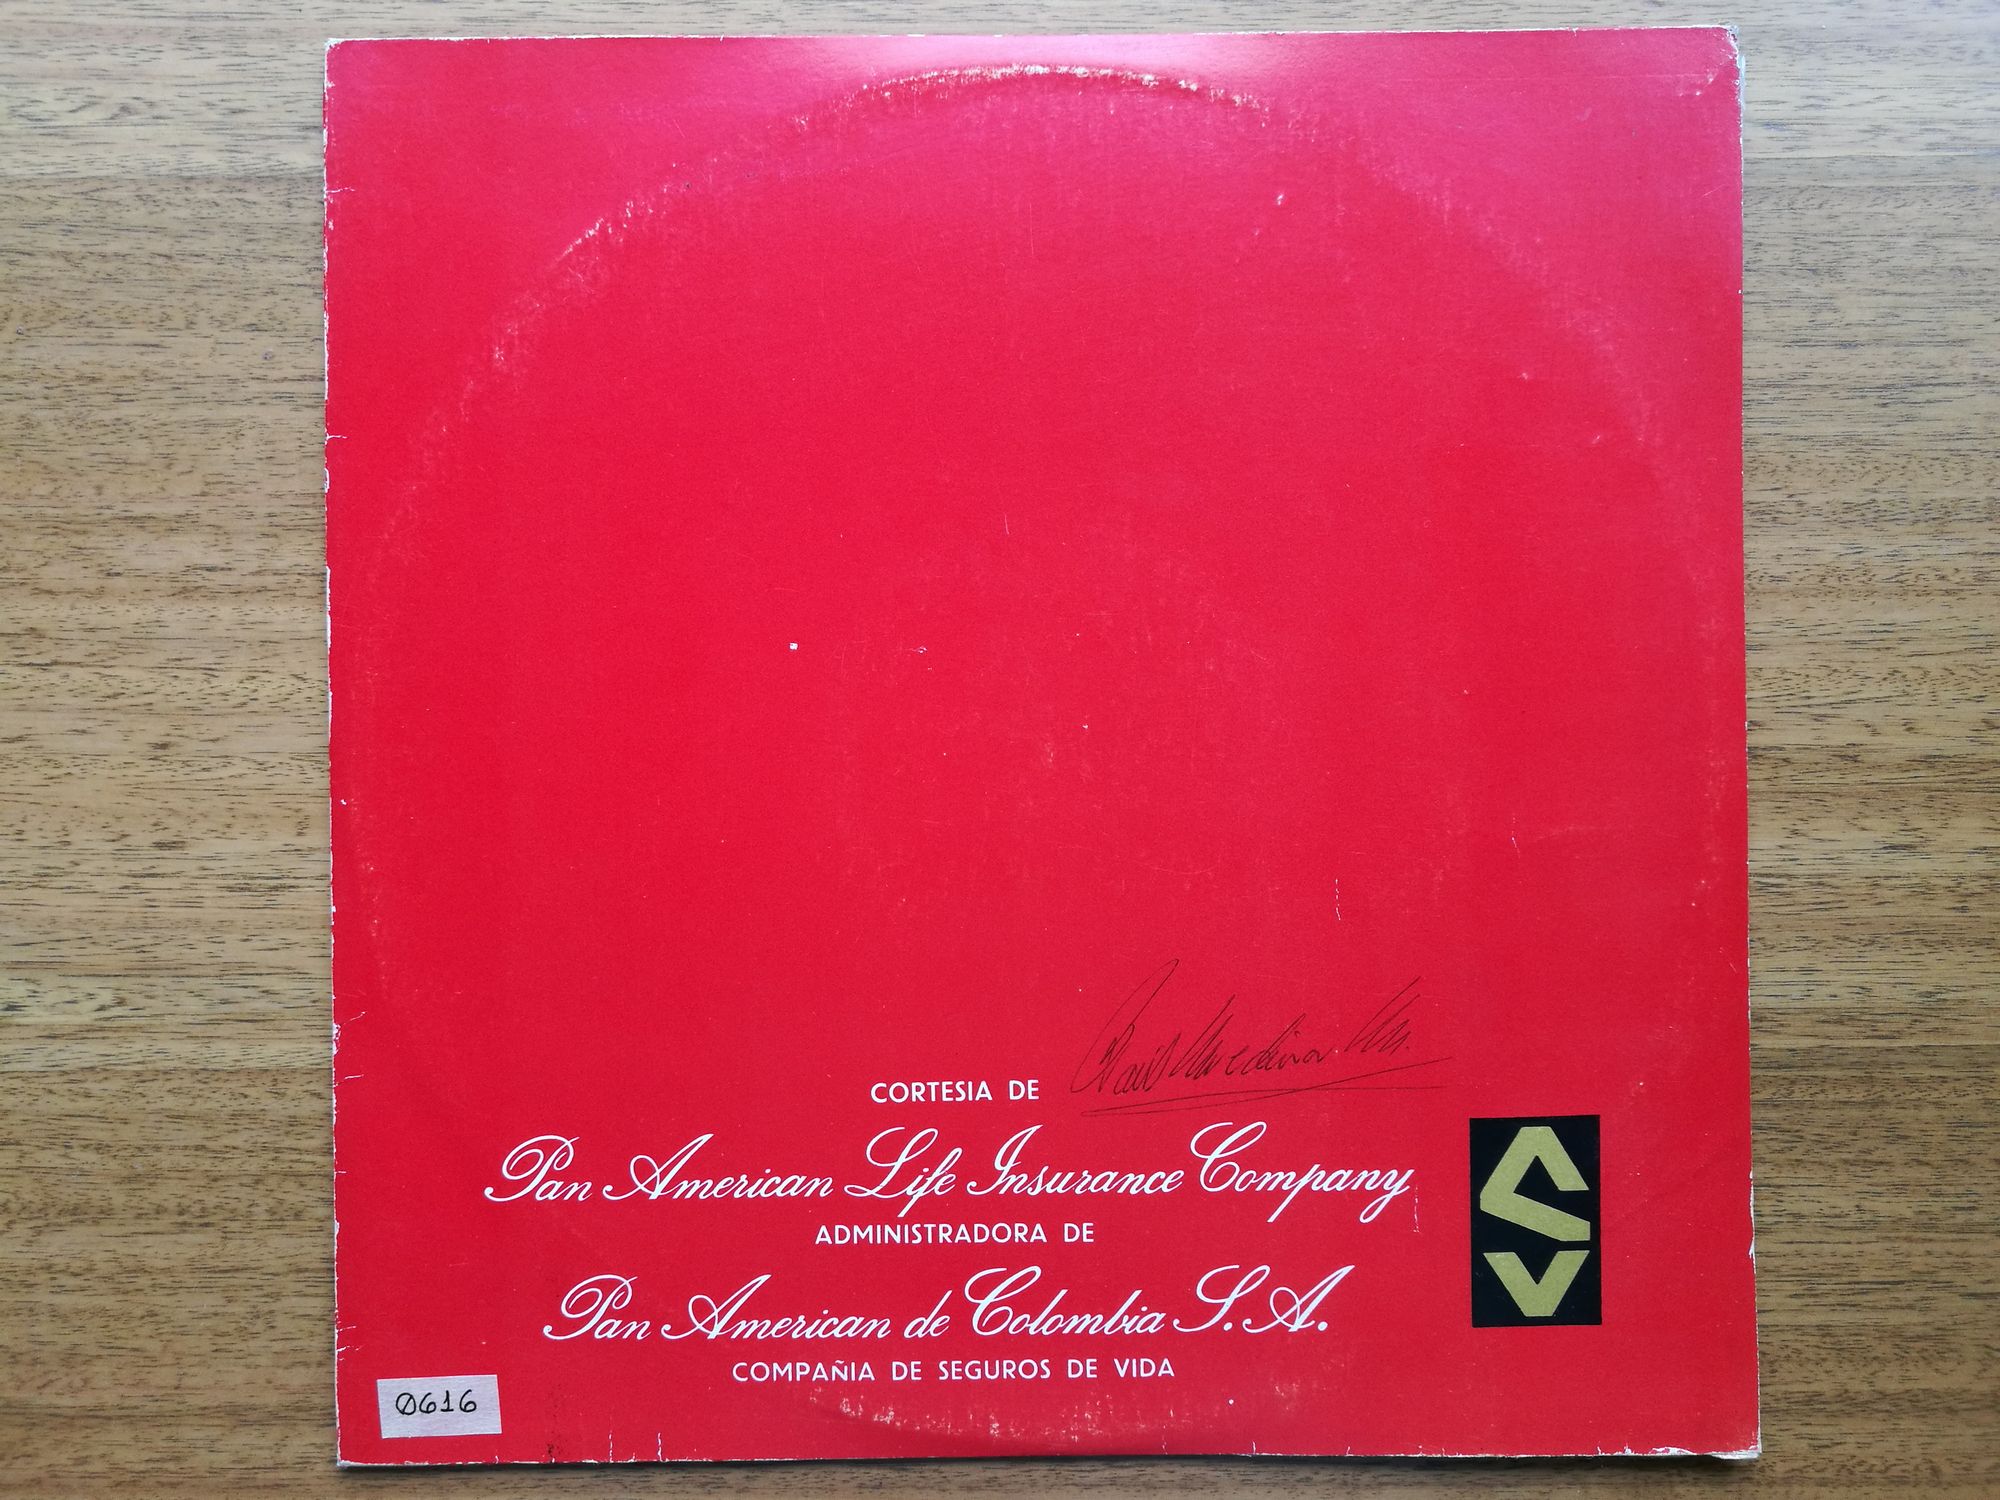 CORTESIA DE
Pan American Life Insurance Company
ADMINISTRADORA DE
Pan American de Colombia S. A.
COMPAÑIA DE SEGUROS DE VIDA
0616